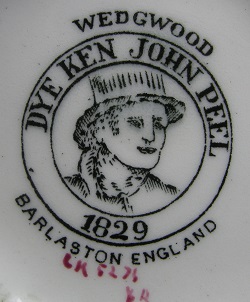 WEDGWOOD
DYE KEN JOHN PEEL
1829
BARLASTON ENGLAND